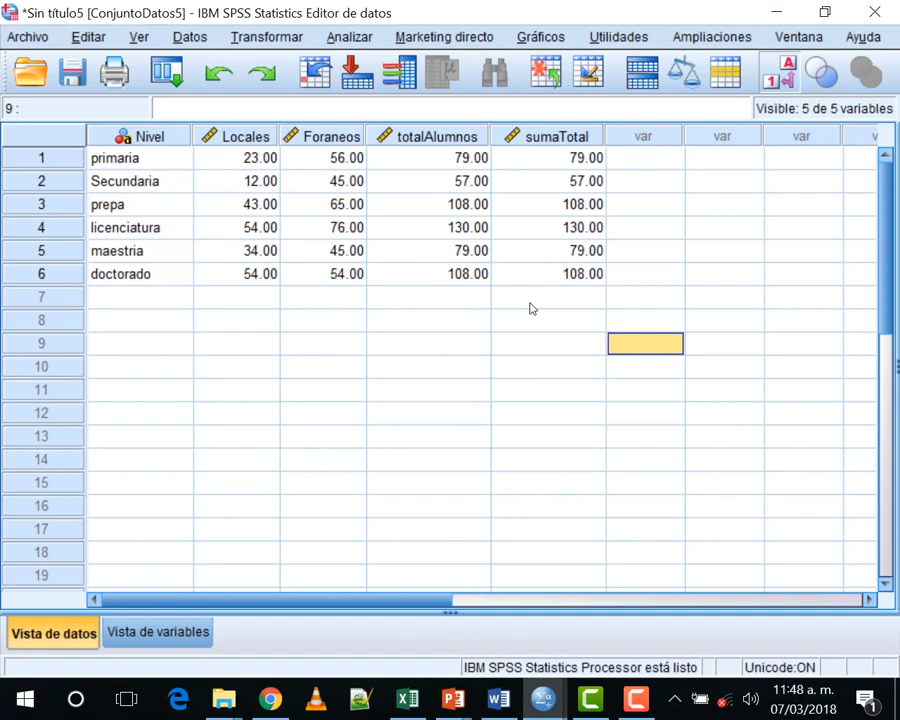 *Sin título5 [ConjuntoDatos5] - IBM SPSS Statistics Editor de datos
Archivo Editar Ver Datos Transformar Analizar Marketing directo Gráficos Utilidades Ampliaciones Ventana Ayuda
9 : Visible: 5 de 5 variables
Nivel Locales Foraneos totalAlumnos sumaTotal var var var
1 primaria 23.00 56.00 79.00 79.00
2 Secundaria 12.00 45.00 57.00 57.00
3 prepa 43.00 65.00 108.00 108.00
4 licenciatura 54.00 76.00 130.00 130.00
5 maestria 34.00 45.00 79.00 79.00
6 doctorado 54.00 54.00 108.00 108.00
7
8
9
10
11
12
13
14
15
16
17
18
19
Vista de datos Vista de variables
IBM SPSS Statistics Processor está listo Unicode:ON
11:48 a. m.
07/03/2018